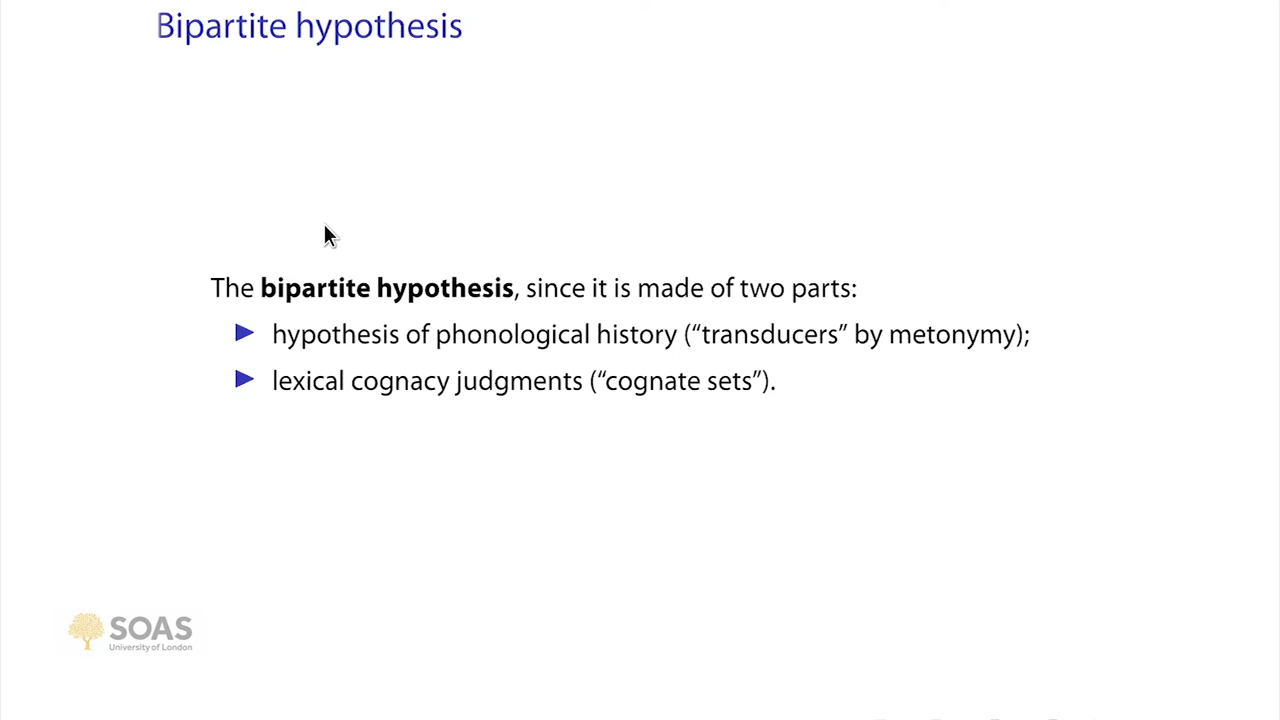 Bipartite hypothesis
The bipartite hypothesis, since it is made of two parts:
hypothesis of phonological history (“transducers” by metonymy);
lexical cognacy judgments (“cognate sets”).
SOAS
University of London